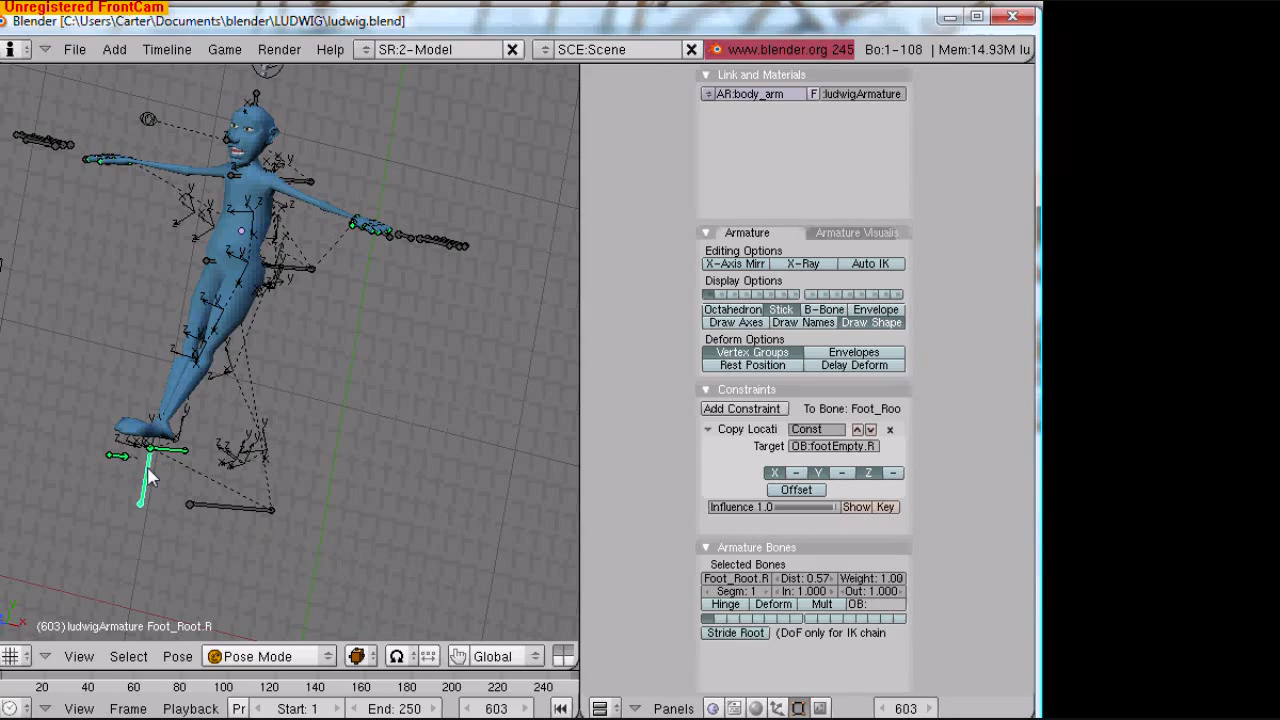 Unregistered FrontCam
Blender [C:\Users\Carter\Documents\blender\LUDWIG\ludwig.blend]
File Add Timeline Game Render Help SR:2-Model SCE:Scene www.blender.org 245 Bo:1-108 | Mem:14.93M lu
Link and Materials
AR:body_arm F :ludwigArmature
Armature Armature Visualis
Editing Options
X-Axis Mirr X-Ray Auto IK
Display Options
Octahedron Stick B-Bone Envelope
Draw Axes Draw Names Draw Shape
Deform Options
Vertex Groups Envelopes
Rest Position Delay Deform
Constraints
Add Constraint To Bone: Foot_Roo
Copy Locati Const x
Target OB:footEmpty.R
X - Y - Z -
Offset
Influence 1.0 Show Key
Armature Bones
Selected Bones
Foot_Root.R Dist: 0.57 Weight: 1.00
Segm: 1 In: 1.000 Out: 1.000
Hinge Deform Mult OB:
Stride Root (DoF only for IK chain
(603) ludwigArmature Foot_Root.R
View Select Pose Pose Mode Global
20 40 60 80 100 120 140 160 180 200 220 240
View Frame Playback Pr Start: 1 End: 250 603 Panels 603